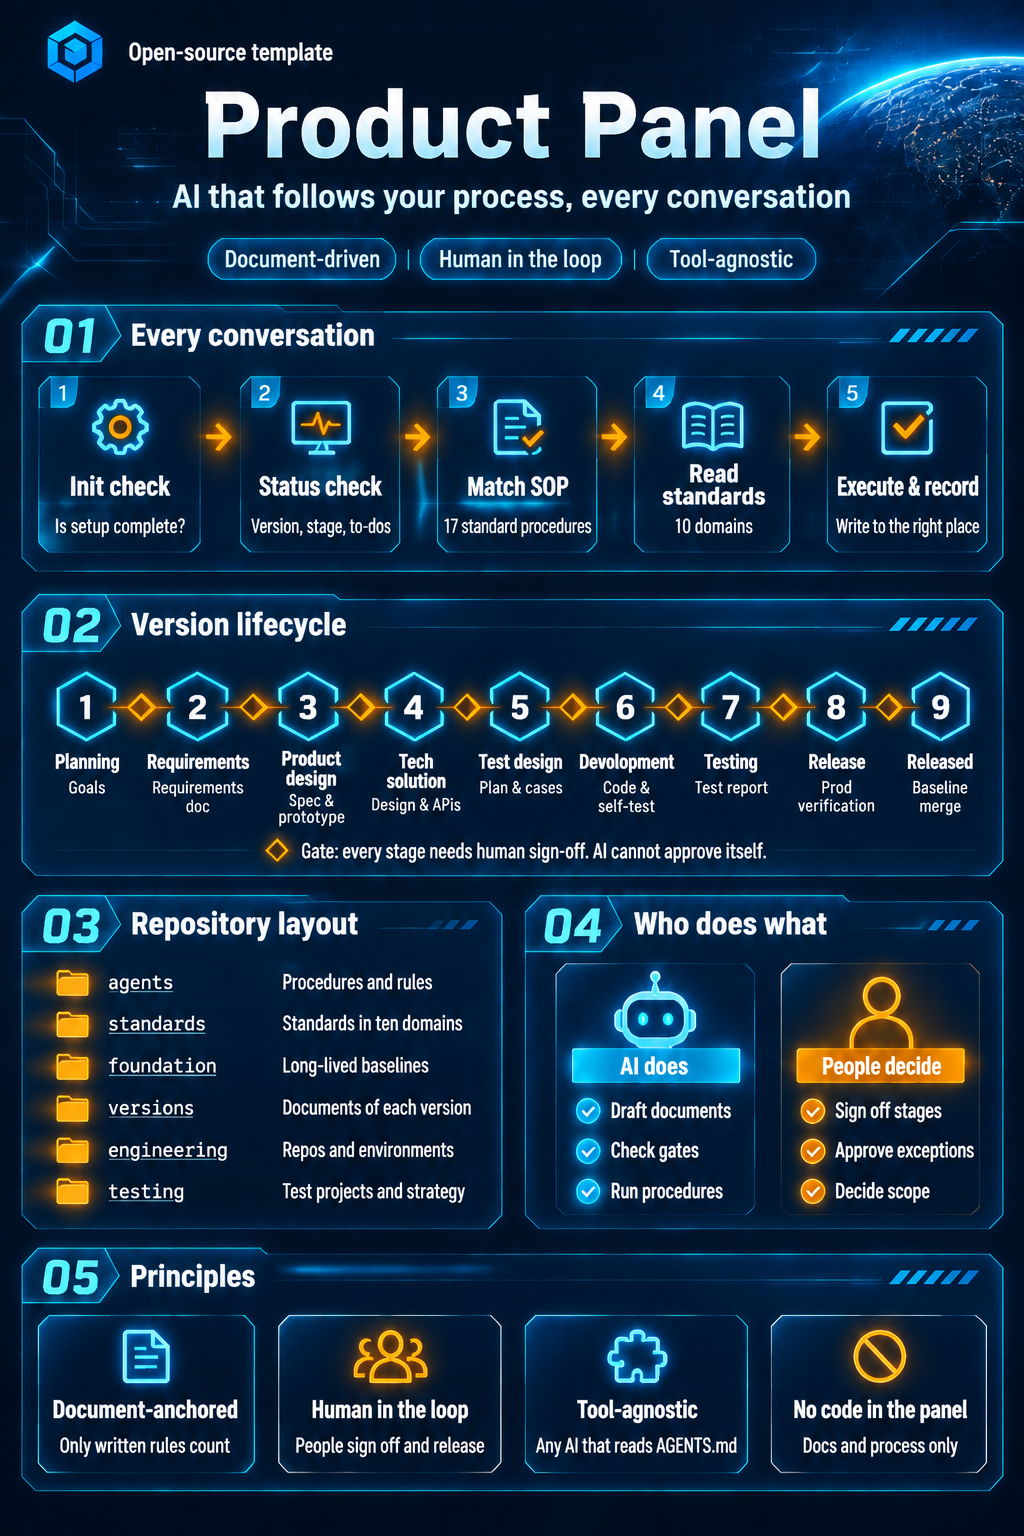 Open-source template
Product Panel
AI that follows your process, every conversation
Document-driven
Human in the loop
Tool-agnostic
01 Every conversation
1
Init check
Is setup complete?
2
Status check
Version, stage, to-dos
3
Match SOP
17 standard procedures
4
Read
standards
10 domains
5
Execute & record
Write to the right place
02 Version lifecycle
1
Planning
Goals
2
Requirements
Requirements
doc
3
Product
design
Spec &
prototype
4
Tech
solution
Design & APIs
5
Test design
Plan & cases
6
Devolopment
Code &
self-test
7
Testing
Test report
8
Release
Prod
verification
9
Released
Baseline
merge
Gate: every stage needs human sign-off. AI cannot approve itself.
03 Repository layout
agents Procedures and rules
standards Standards in ten domains
foundation Long-lived baselines
versions Documents of each version
engineering Repos and environments
testing Test projects and strategy
04 Who does what
AI does
Draft documents
Check gates
Run procedures
People decide
Sign off stages
Approve exceptions
Decide scope
05 Principles
Document-anchored
Only written rules count
Human in the loop
People sign off and release
Tool-agnostic
Any AI that reads AGENTS.md
No code in the panel
Docs and process only